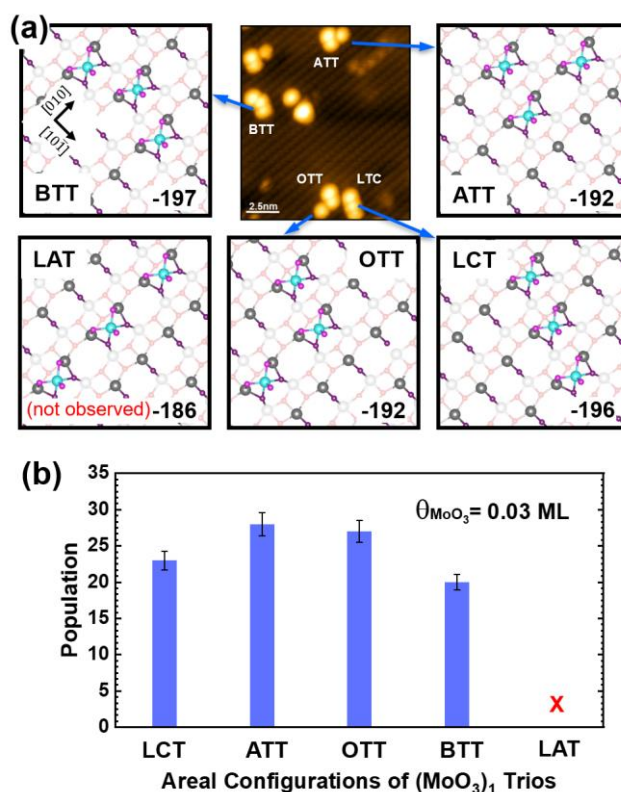 (a)
[010]
[101̄]
BTT
-197
ATT
BTT
OTT
LTC
2.5nm
ATT
-192
LAT
(not observed)
-186
OTT
-192
LCT
-196
(b)
θMoO₃= 0.03 ML
Population
35
30
25
20
15
10
5
0
X
LCT ATT OTT BTT LAT
Areal Configurations of (MoO₃)₁ Trios